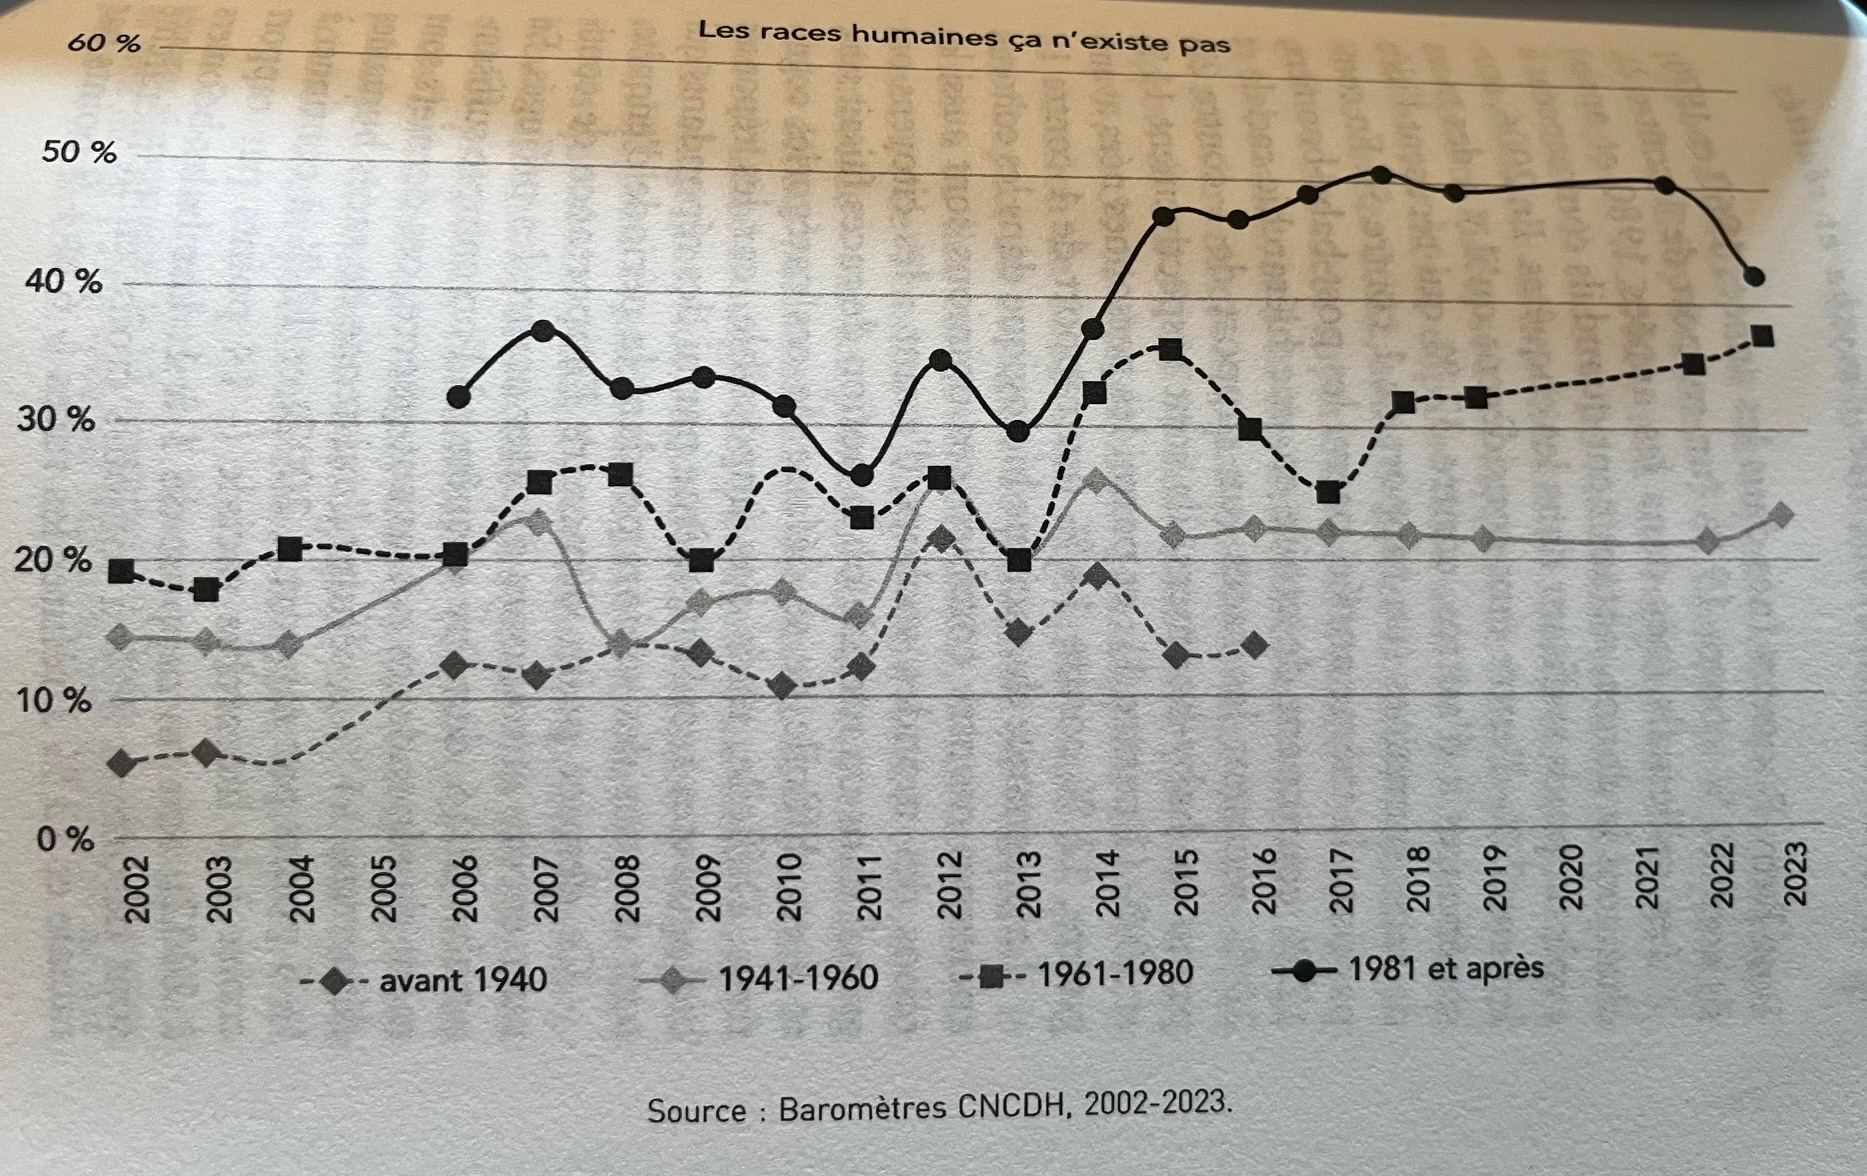 Les races humaines ça n'existe pas
60 %
50 %
40 %
30 %
20 %
10 %
0 %
2002 2003 2004 2005 2006 2007 2008 2009 2010 2011 2012 2013 2014 2015 2016 2017 2018 2019 2020 2021 2022 2023
avant 1940 1941-1960 1961-1980 1981 et après
Source : Baromètres CNCDH, 2002-2023.